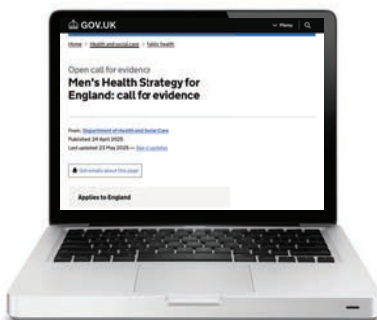 GOV.UK
Menu
Home / Health and social care / Public health
Open call for evidence
Men's Health Strategy for
England: call for evidence
From: Department of Health and Social Care
Published 24 April 2025
Last updated 23 May 2025 — See all updates
Get emails about this page
Applies to England